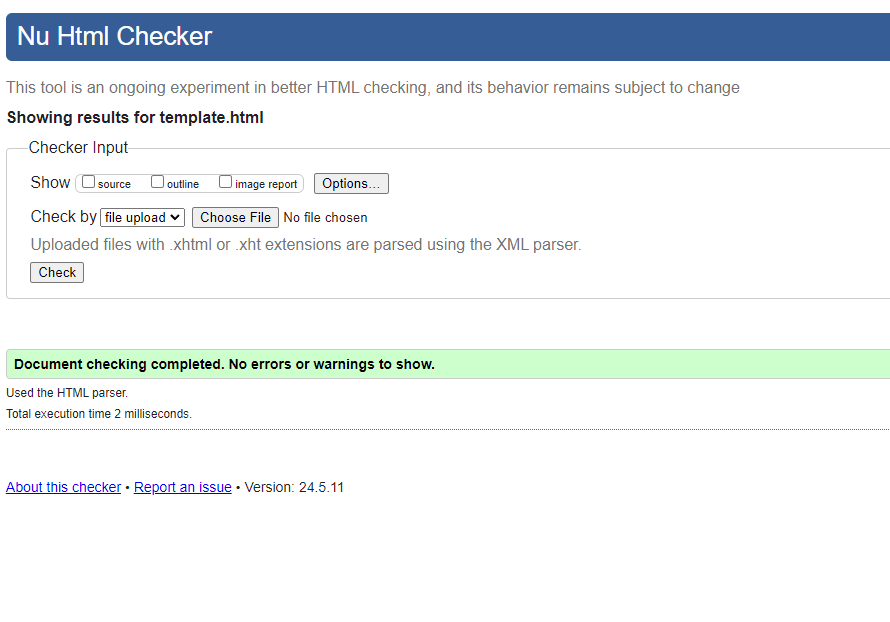 Nu Html Checker
This tool is an ongoing experiment in better HTML checking, and its behavior remains subject to change
Showing results for template.html
Checker Input
Show source outline image report Options...
Check by file upload Choose File No file chosen
Uploaded files with .xhtml or .xht extensions are parsed using the XML parser.
Check
Document checking completed. No errors or warnings to show.
Used the HTML parser.
Total execution time 2 milliseconds.
About this checker • Report an issue • Version: 24.5.11